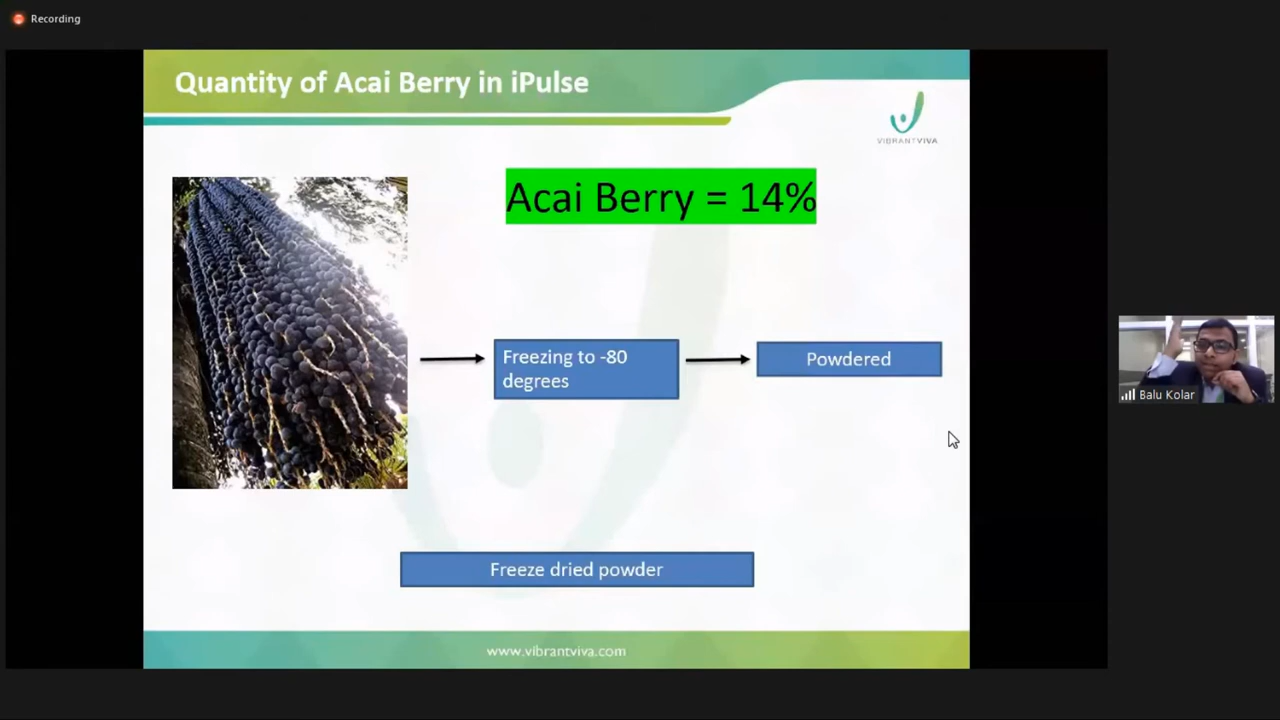 Recording
Quantity of Acai Berry in iPulse
VIBRANTVIVA
Acai Berry = 14%
Freezing to -80
degrees
Powdered
Balu Kolar
Freeze dried powder
www.vibrantviva.com